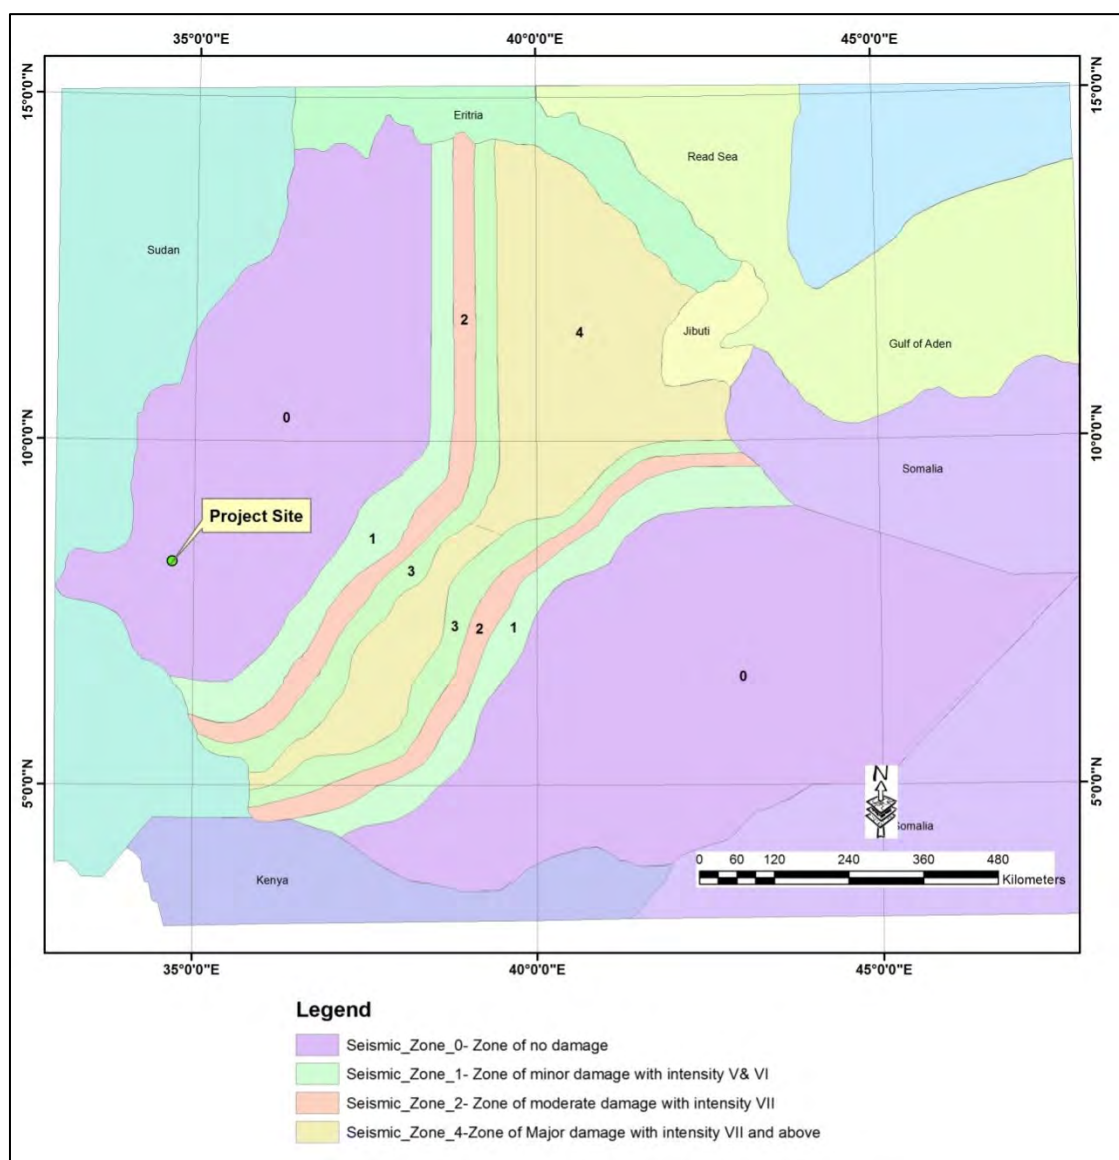 35°0'0"E 40°0'0"E 45°0'0"E
15°0'0"N 15°0'0"N
Eritria
Read Sea
Sudan
2
4
Jibuti
Gulf of Aden
0
10°0'0"N 10°0'0"N
Somalia
Project Site
1
3
3 2 1
0
5°0'0"N 5°0'0"N
N
Somalia
0 60 120 240 360 480
Kilometers
Kenya
35°0'0"E 40°0'0"E 45°0'0"E
Legend
Seismic_Zone_0- Zone of no damage
Seismic_Zone_1- Zone of minor damage with intensity V& VI
Seismic_Zone_2- Zone of moderate damage with intensity VII
Seismic_Zone_4-Zone of Major damage with intensity VII and above